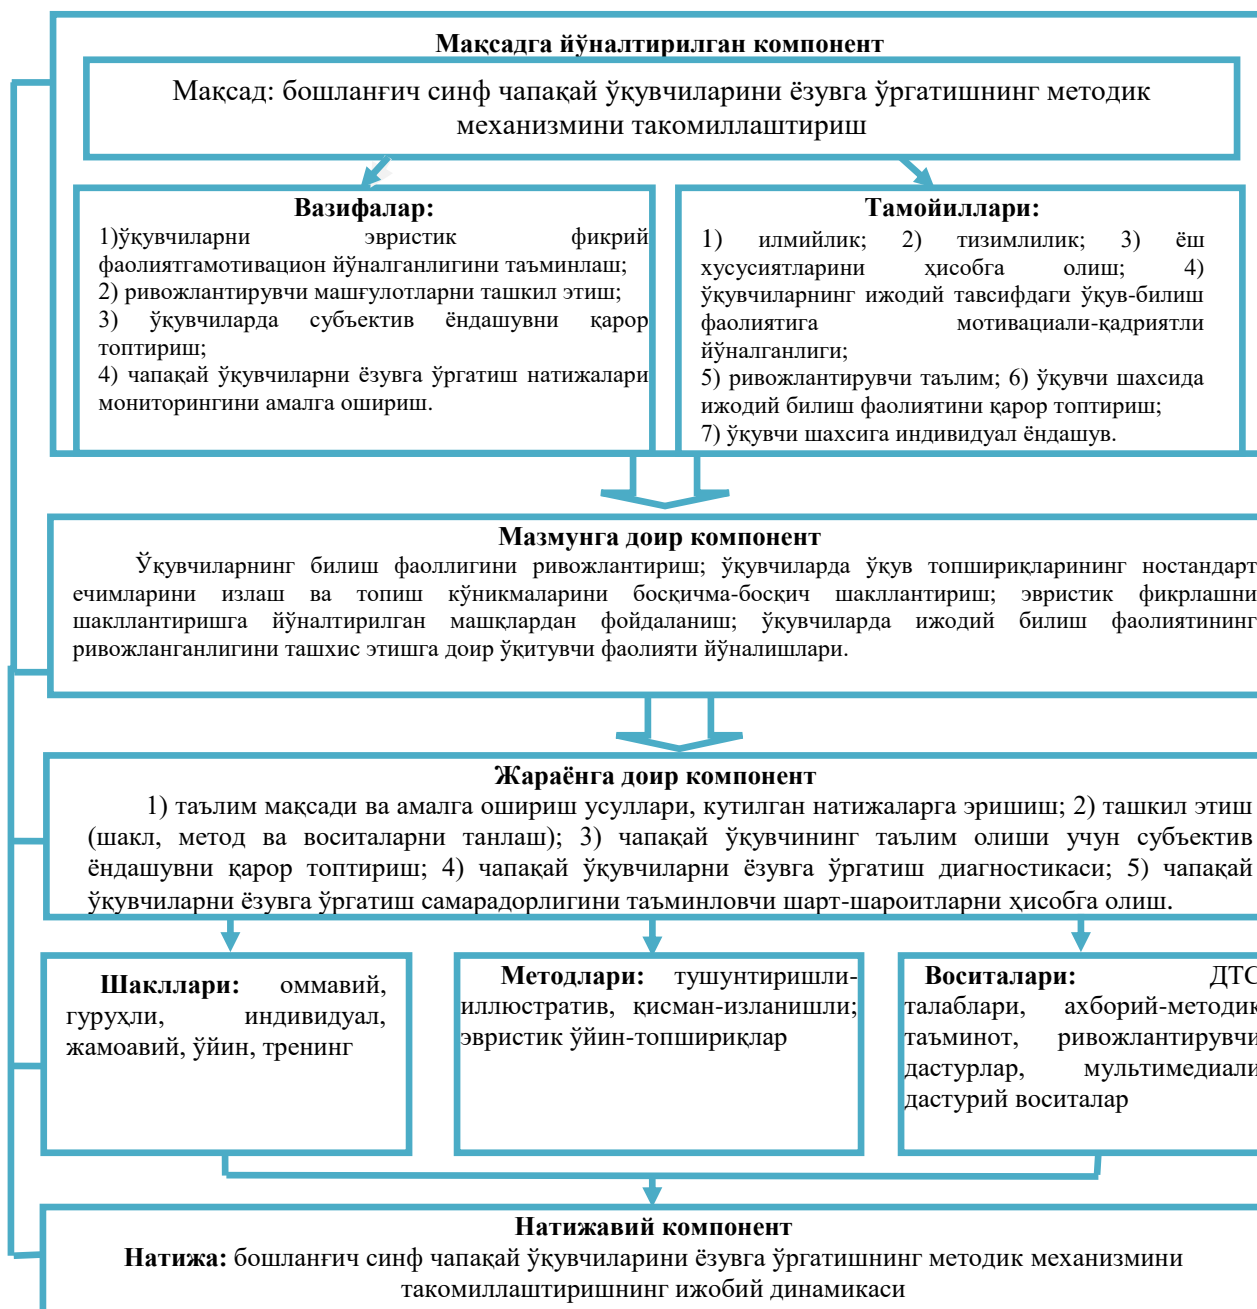 Мақсадга йўналтирилган компонент
Мақсад: бошланғич синф чапақай ўқувчиларини ёзувга ўргатишнинг методик
механизмини такомиллаштириш
Вазифалар:
1)ўқувчиларни эвристик фикрий
фаолиятгамотивацион йўналганлигини таъминлаш;
2) ривожлантирувчи машғулотларни ташкил этиш;
3) ўқувчиларда субъектив ёндашувни қарор
топтириш;
4) чапақай ўқувчиларни ёзувга ўргатиш натижалари
мониторингини амалга ошириш.
Тамойиллари:
1) илмийлик; 2) тизимлилик; 3) ёш
хусусиятларини ҳисобга олиш; 4)
ўқувчиларнинг ижодий тавсифдаги ўқув-билиш
фаолиятига мотивациали-қадриятли
йўналганлиги;
5) ривожлантирувчи таълим; 6) ўқувчи шахсида
ижодий билиш фаолиятини қарор топтириш;
7) ўқувчи шахсига индивидуал ёндашув.
Мазмунга доир компонент
Ўқувчиларнинг билиш фаоллигини ривожлантириш; ўқувчиларда ўқув топшириқларининг ностандарт
ечимларини излаш ва топиш кўникмаларини босқичма-босқич шакллантириш; эвристик фикрлашни
шакллантиришга йўналтирилган машқлардан фойдаланиш; ўқувчиларда ижодий билиш фаолиятининг
ривожланганлигини ташхис этишга доир ўқитувчи фаолияти йўналишлари.
Жараёнга доир компонент
1) таълим мақсади ва амалга ошириш усуллари, кутилган натижаларга эришиш; 2) ташкил этиш
(шакл, метод ва воситаларни танлаш); 3) чапақай ўқувчининг таълим олиши учун субъектив
ёндашувни қарор топтириш; 4) чапақай ўқувчиларни ёзувга ўргатиш диагностикаси; 5) чапақай
ўқувчиларни ёзувга ўргатиш самарадорлигини таъминловчи шарт-шароитларни ҳисобга олиш.
Шакллари: оммавий,
гуруҳли, индивидуал,
жамоавий, ўйин, тренинг
Методлари: тушунтиришли-
иллюстратив, қисман-изланишли;
эвристик ўйин-топшириқлар
Воситалари: ДТС
талаблари, ахборий-методик
таъминот, ривожлантирувчи
дастурлар, мультимедиали
дастурий воситалар
Натижавий компонент
Натижа: бошланғич синф чапақай ўқувчиларини ёзувга ўргатишнинг методик механизмини
такомиллаштиришнинг ижобий динамикаси